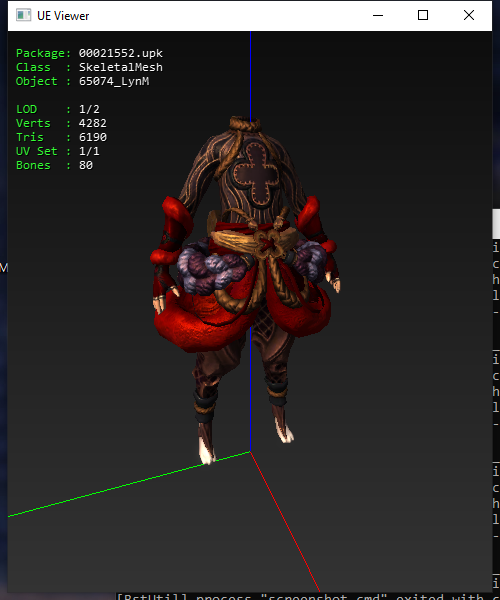 UE Viewer
Package: 00021552.upk
Class : SkeletalMesh
Object : 65074_LynM
LOD : 1/2
Verts : 4282
Tris : 6190
UV Set : 1/1
Bones : 80
M
i
c
h
l
-
i
c
h
l
-
i
c
h
l
-
i
[BstUtil] process "screenshot.cmd" exited with c